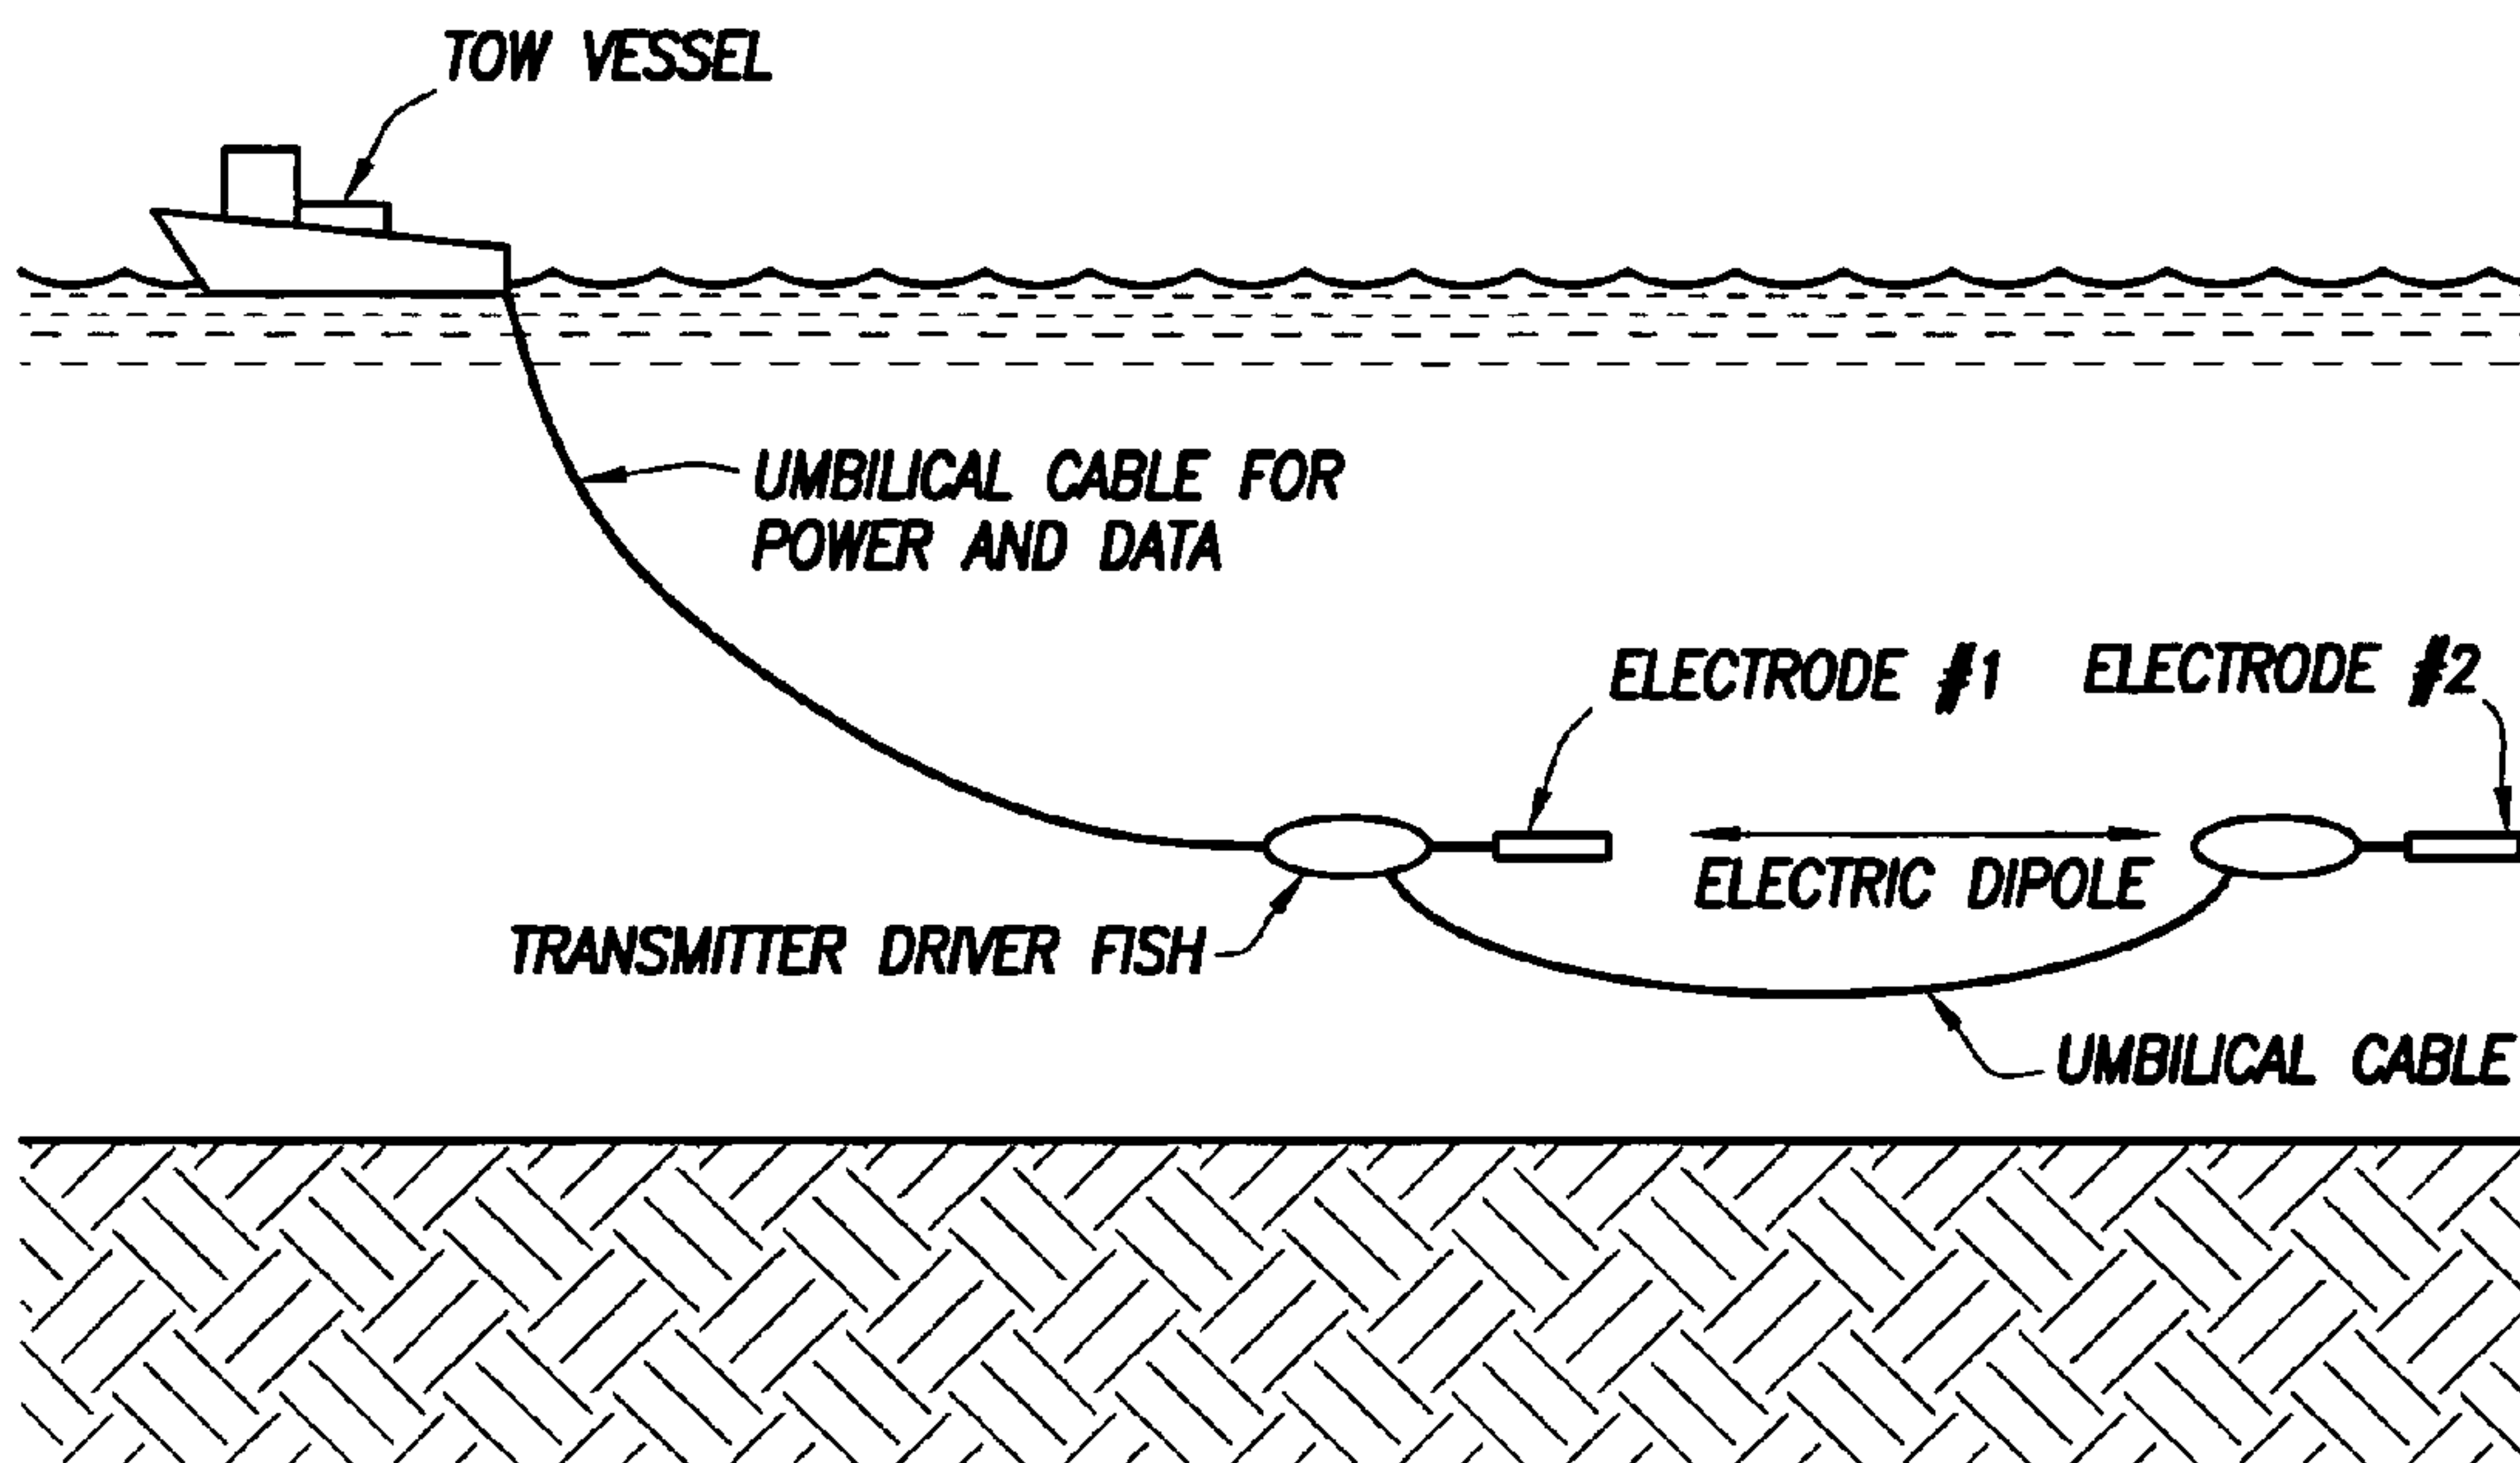 TOW VESSEL
UMBILICAL CABLE FOR
POWER AND DATA
ELECTRODE #1
ELECTRODE #2
ELECTRIC DIPOLE
TRANSMITTER DRIVER FISH
UMBILICAL CABLE